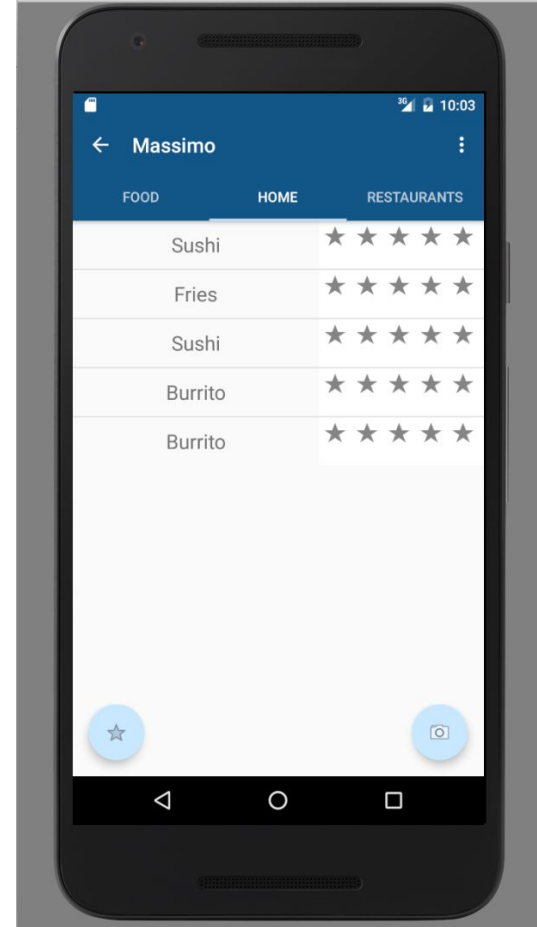 3G 10:03
Massimo
FOOD HOME RESTAURANTS
Sushi
Fries
Sushi
Burrito
Burrito